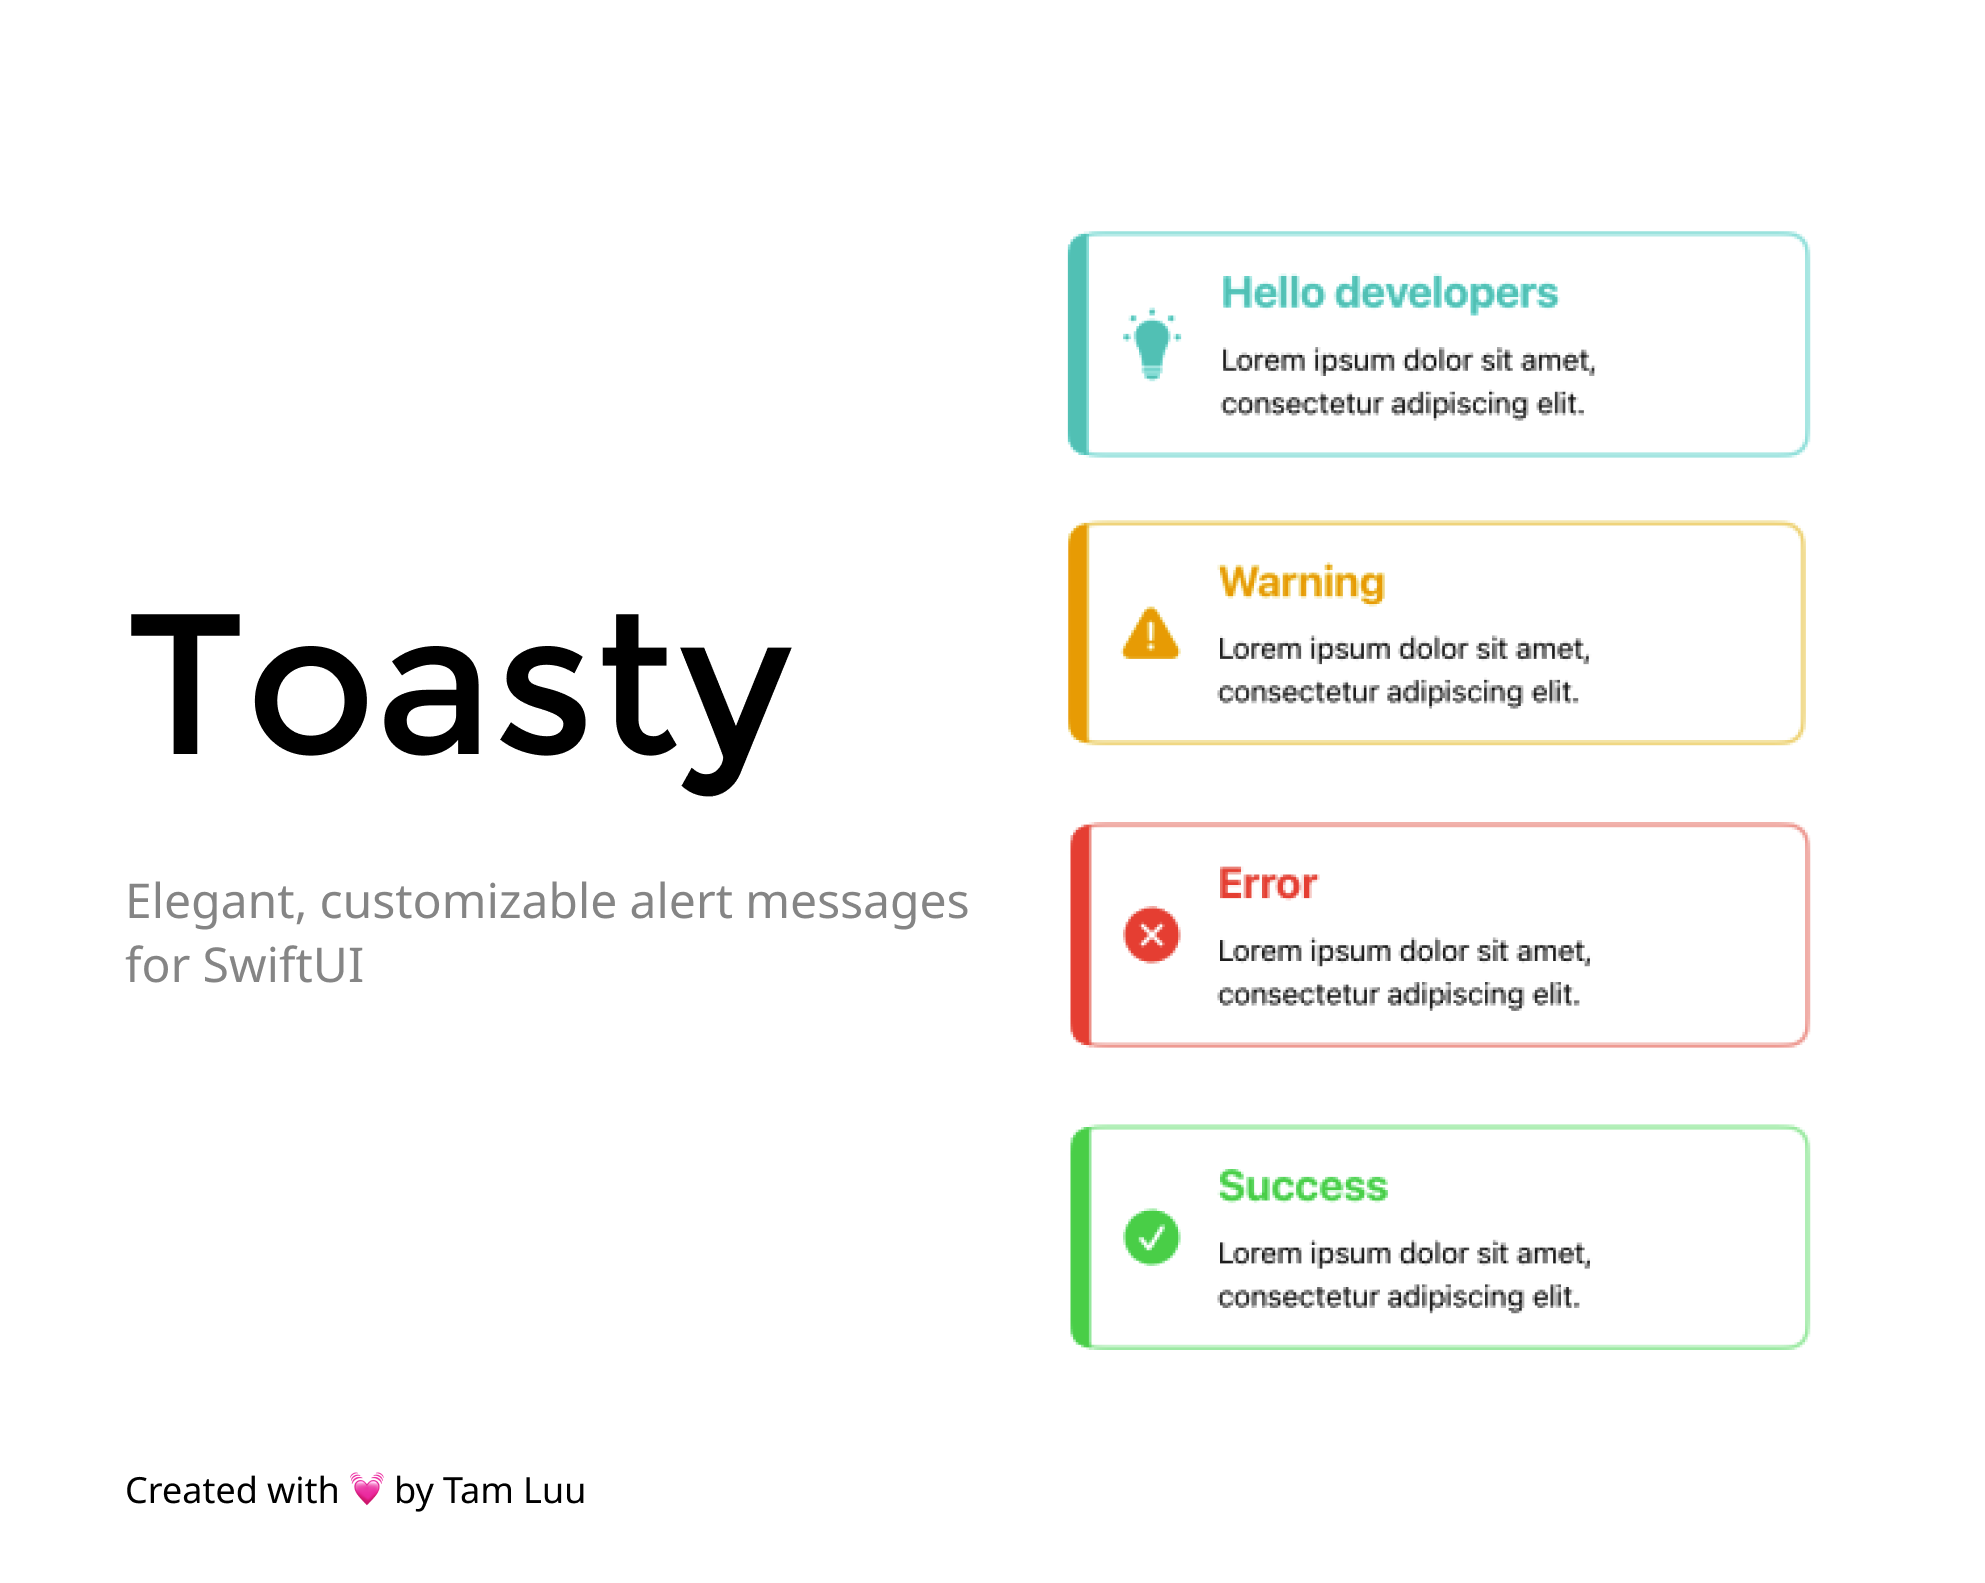 Toasty
Elegant, customizable alert messages
for SwiftUI
Created with 💓 by Tam Luu
Hello developers
Lorem ipsum dolor sit amet,
consectetur adipiscing elit.
Warning
Lorem ipsum dolor sit amet,
consectetur adipiscing elit.
Error
Lorem ipsum dolor sit amet,
consectetur adipiscing elit.
Success
Lorem ipsum dolor sit amet,
consectetur adipiscing elit.